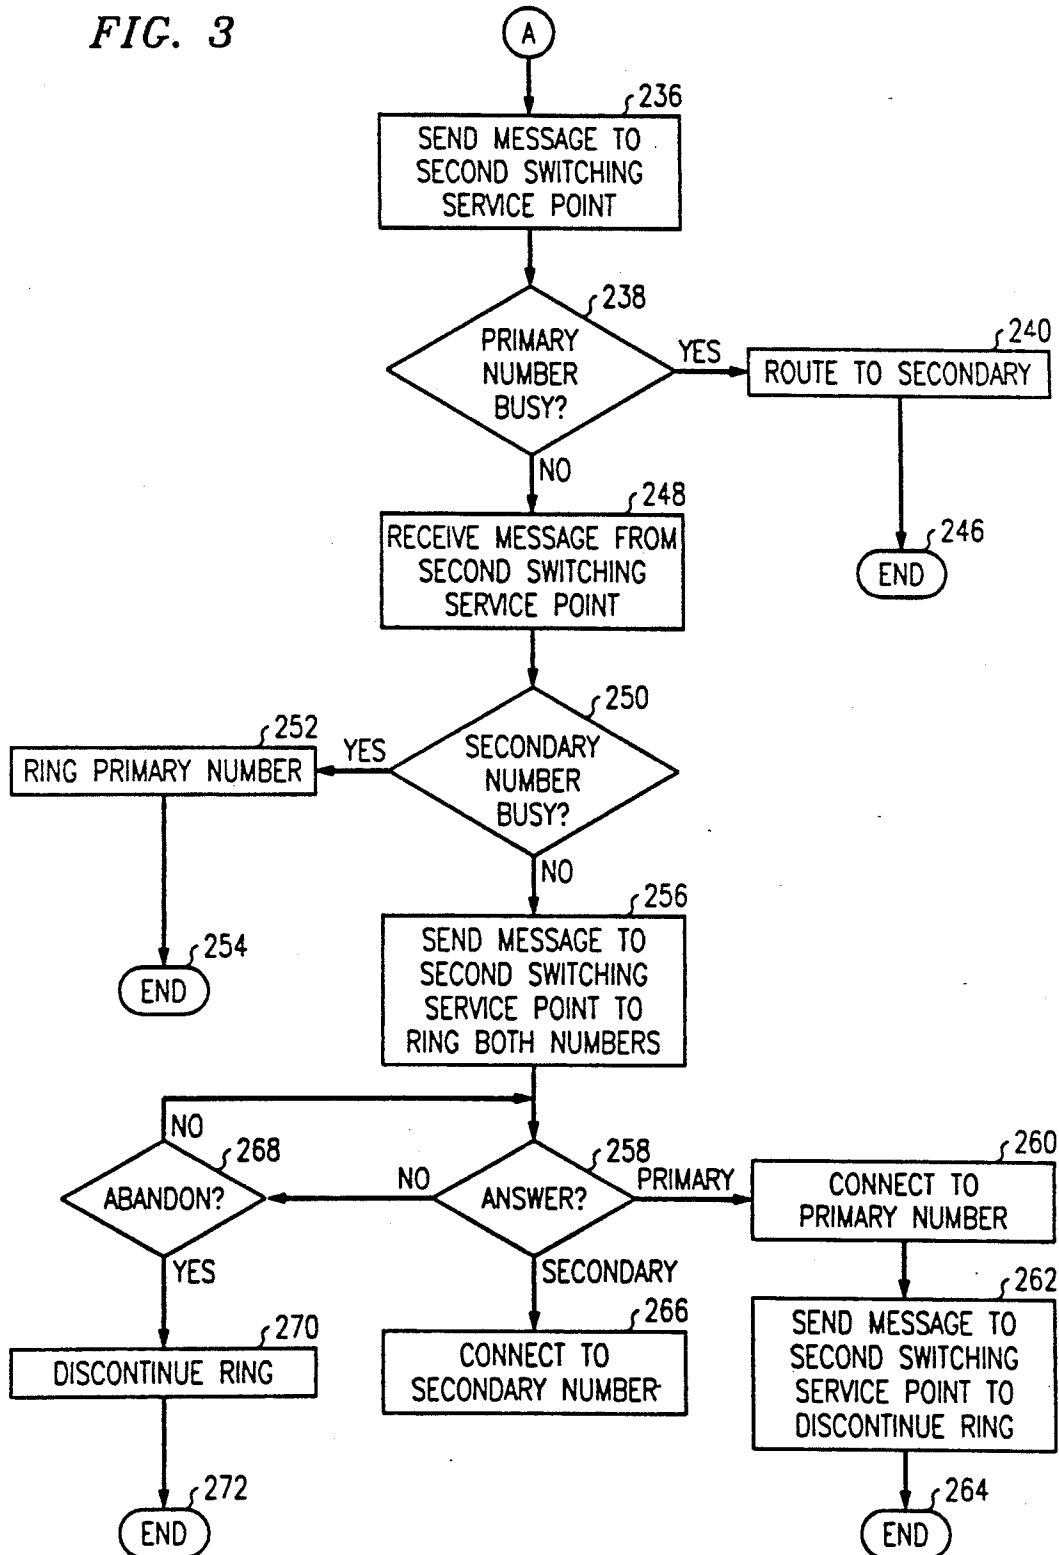 FIG. 3
A
236
SEND MESSAGE TO
SECOND SWITCHING
SERVICE POINT
238
PRIMARY
NUMBER
BUSY?
YES
240
ROUTE TO SECONDARY
246
END
NO
248
RECEIVE MESSAGE FROM
SECOND SWITCHING
SERVICE POINT
250
SECONDARY
NUMBER
BUSY?
YES
252
RING PRIMARY NUMBER
254
END
NO
256
SEND MESSAGE TO
SECOND SWITCHING
SERVICE POINT TO
RING BOTH NUMBERS
258
ANSWER?
NO
268
ABANDON?
NO
YES
270
DISCONTINUE RING
272
END
SECONDARY
266
CONNECT TO
SECONDARY NUMBER
PRIMARY
260
CONNECT TO
PRIMARY NUMBER
262
SEND MESSAGE TO
SECOND SWITCHING
SERVICE POINT TO
DISCONTINUE RING
264
END